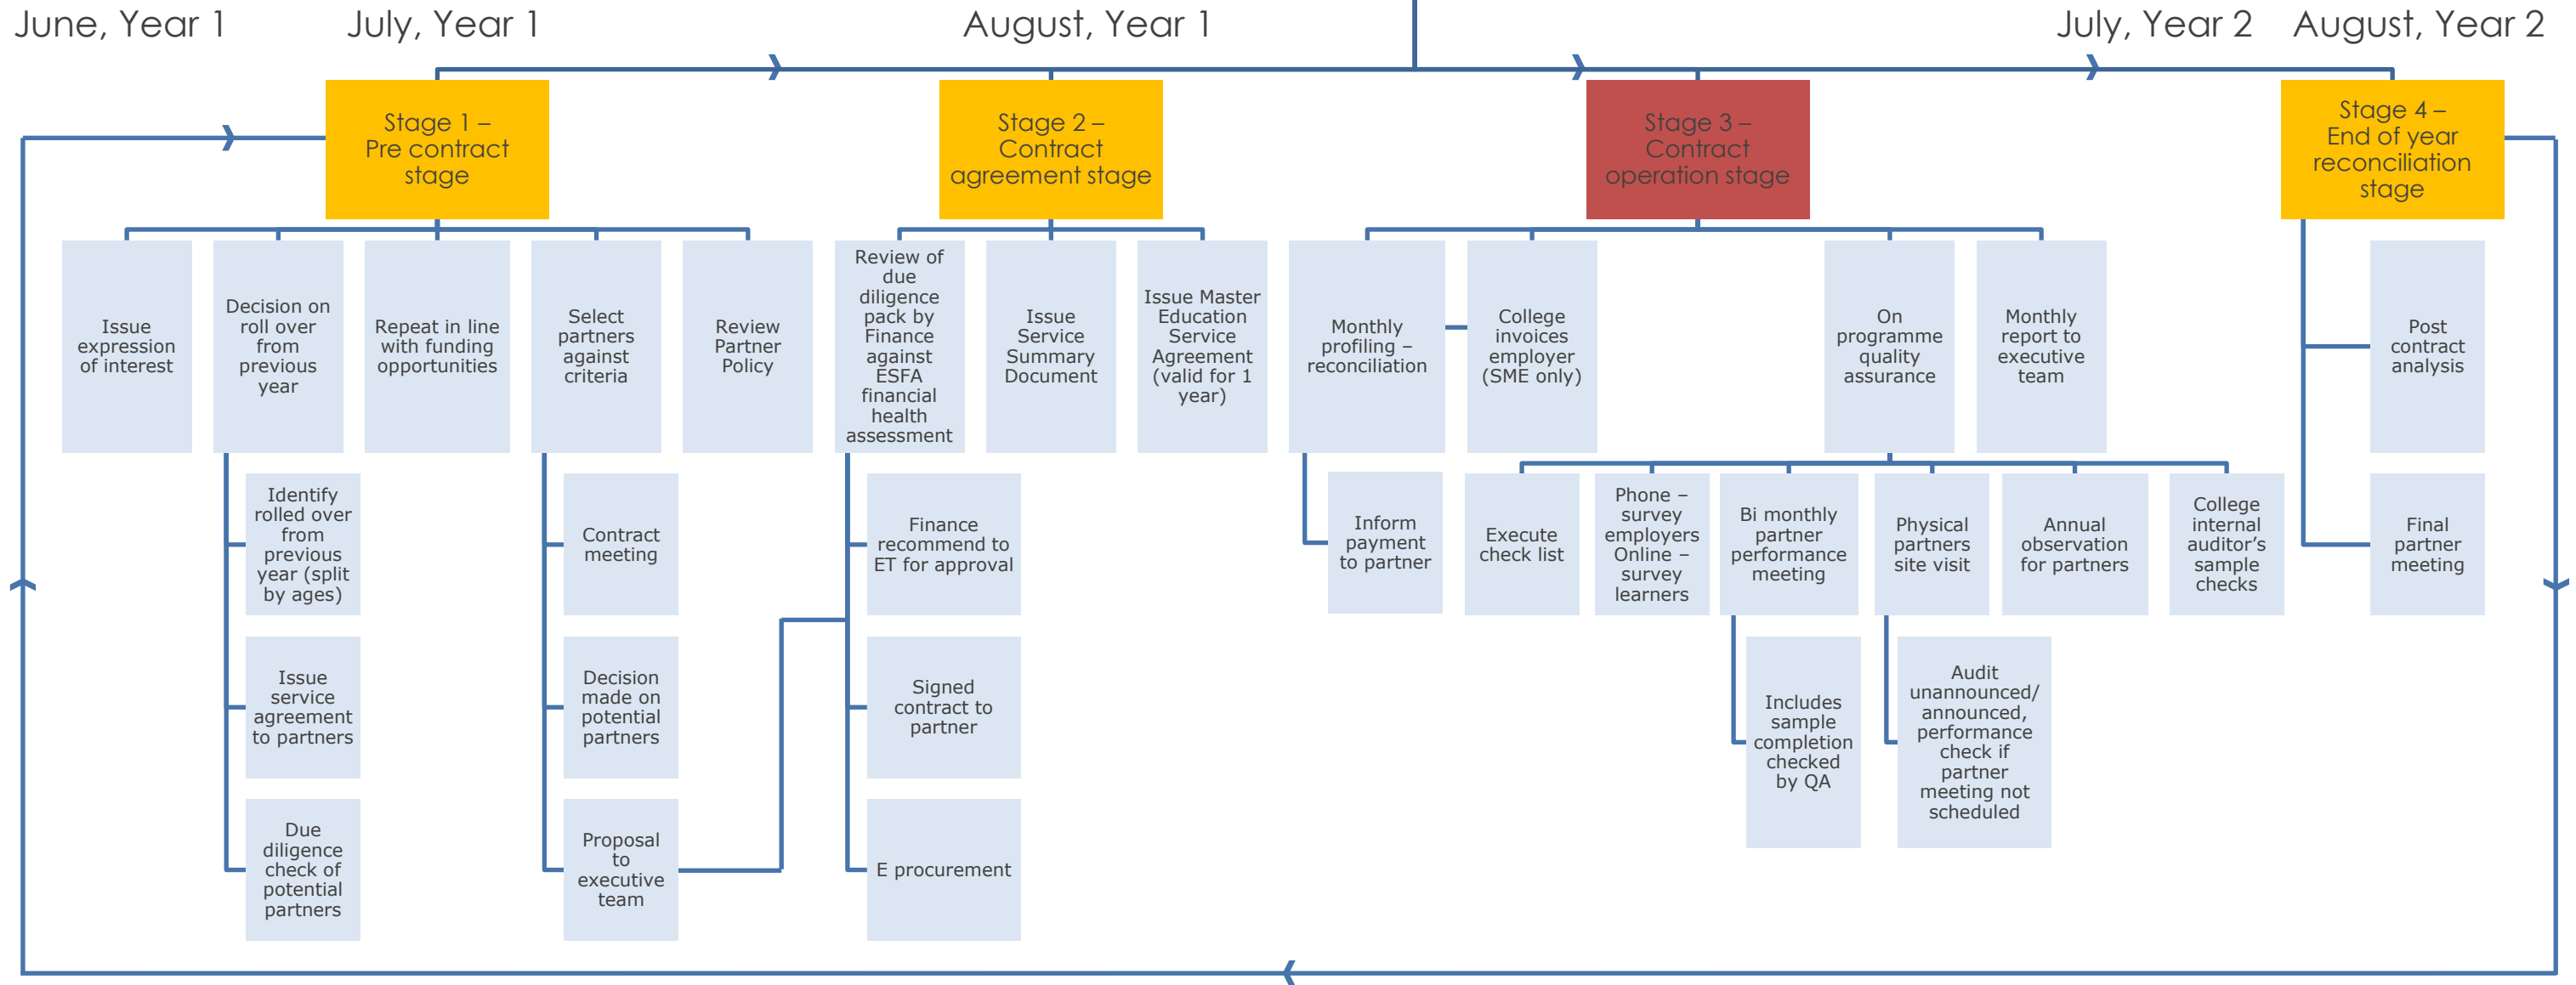 June, Year 1
July, Year 1
August, Year 1
July, Year 2
August, Year 2
Stage 1 –
Pre contract
stage
Stage 2 –
Contract
agreement stage
Stage 3 –
Contract
operation stage
Stage 4 –
End of year
reconciliation
stage
Issue
expression
of interest
Decision on
roll over
from
previous
year
Repeat in line
with funding
opportunities
Select
partners
against
criteria
Review
Partner
Policy
Review of
due
diligence
pack by
Finance
against
ESFA
financial
health
assessment
Issue
Service
Summary
Document
Issue Master
Education
Service
Agreement
(valid for 1
year)
Monthly
profiling –
reconciliation
College
invoices
employer
(SME only)
On
programme
quality
assurance
Monthly
report to
executive
team
Post
contract
analysis
Identify
rolled over
from
previous
year (split
by ages)
Contract
meeting
Finance
recommend to
ET for approval
Inform
payment
to partner
Execute
check list
Phone –
survey
employers
Online –
survey
learners
Bi monthly
partner
performance
meeting
Physical
partners
site visit
Annual
observation
for partners
College
internal
auditor’s
sample
checks
Final
partner
meeting
Issue
service
agreement
to partners
Decision
made on
potential
partners
Signed
contract to
partner
Includes
sample
completion
checked
by QA
Audit
unannounced/
announced,
performance
check if
partner
meeting not
scheduled
Due
diligence
check of
potential
partners
Proposal
to
executive
team
E procurement